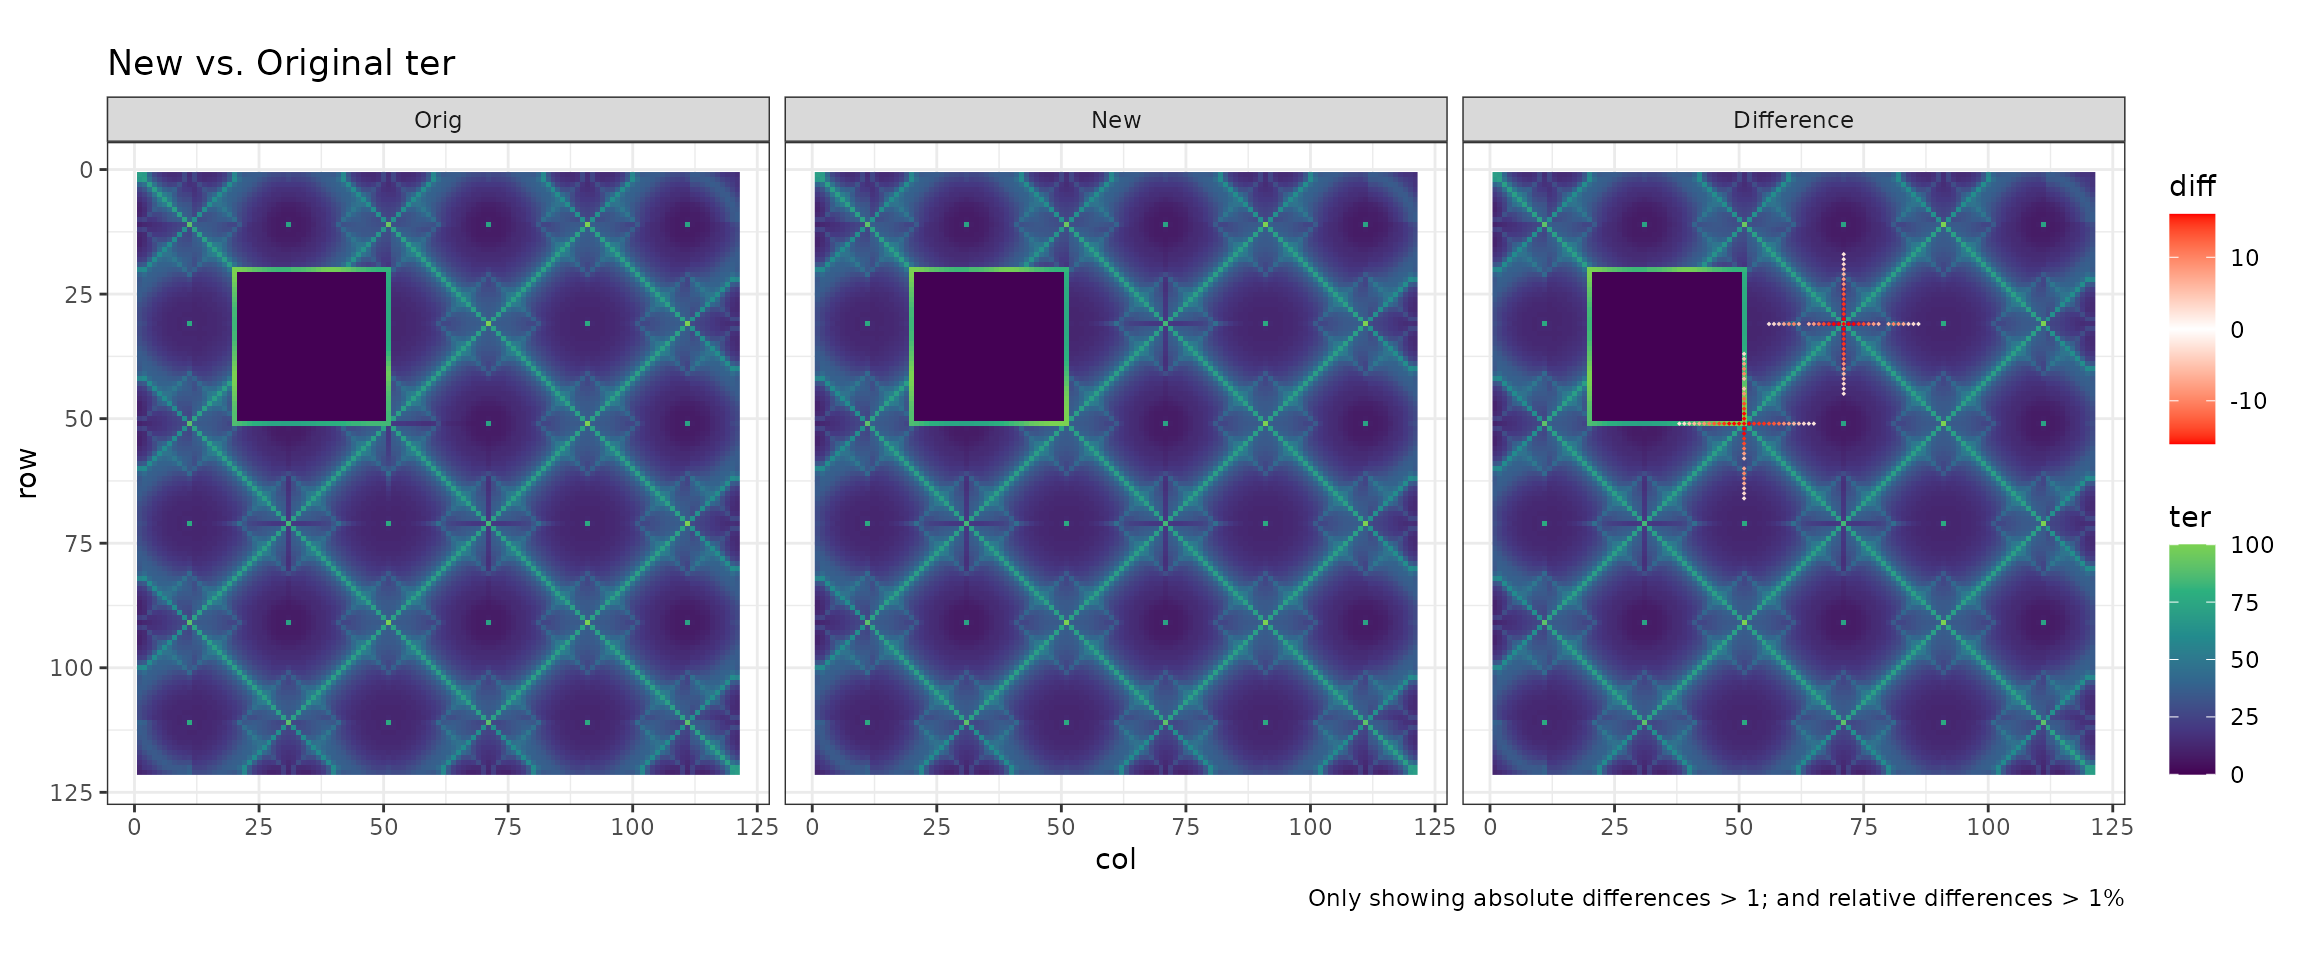 New vs. Original ter
Orig
New
Difference
row
0
25
50
75
100
125
0 25 50 75 100 125
0 25 50 75 100 125
0 25 50 75 100 125
col
diff
10
0
-10
ter
100
75
50
25
0
Only showing absolute differences > 1; and relative differences > 1%